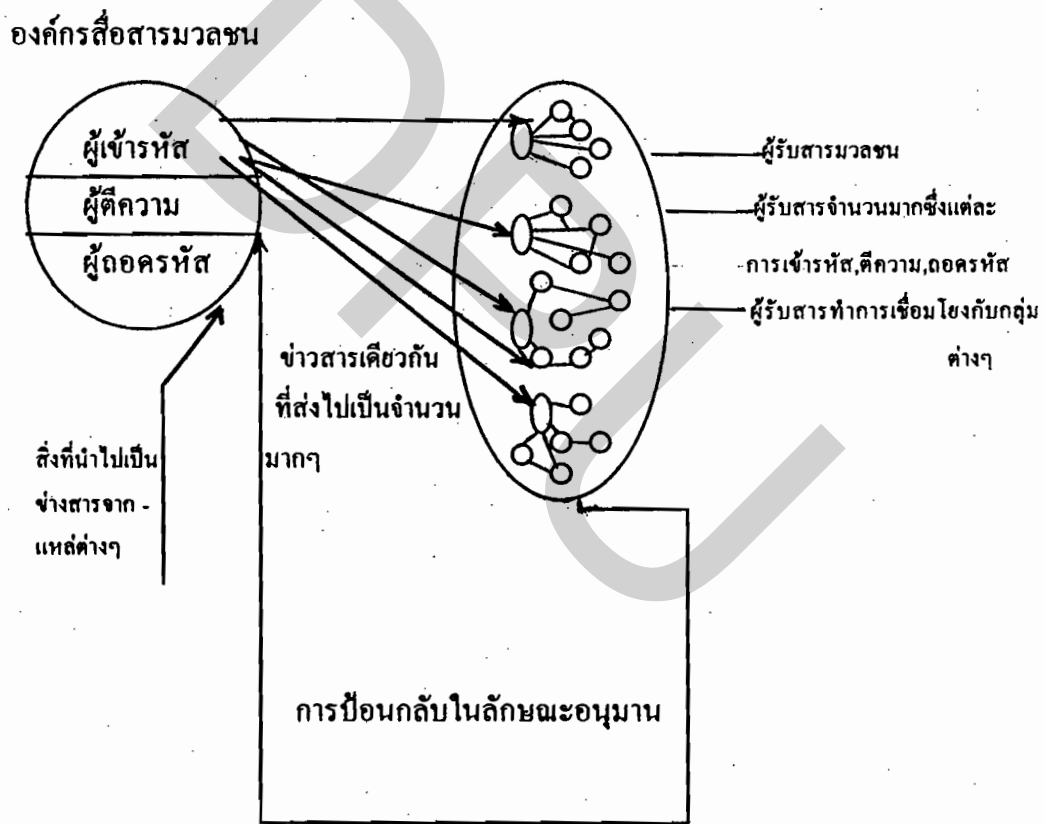 องค์กรสื่อสารมวลชน
ผู้เข้ารหัส
ผู้ตีความ
ผู้ถอดรหัส
สิ่งที่นำไปเป็น
ข่างสารจาก -
แหล่ต่างๆ
ข่าวสารเดียวกัน
ที่ส่งไปเป็นจำนวน
มากๆ
ผู้รับสารมวลชน
ผู้รับสารจำนวนมากซึ่งแต่ละ
การเข้ารหัส,ตีความ,ถอดรหัส
ผู้รับสารทำการเชื่อมโยงกับกลุ่ม
ต่างๆ
การป้อนกลับในลักษณะอนุมาน
DPU